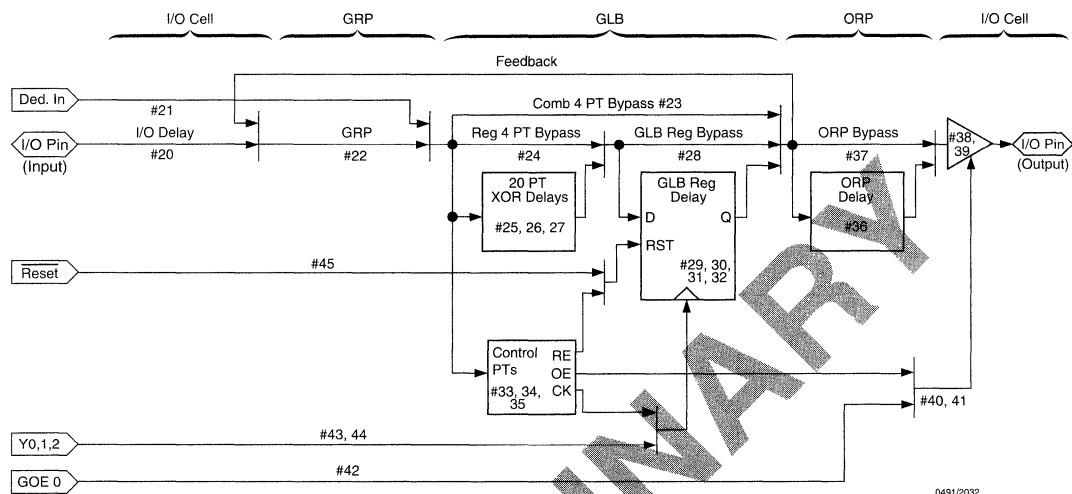 I/O Cell GRP GLB ORP I/O Cell
Feedback
Ded. In
#21
Comb 4 PT Bypass #23
I/O Delay GRP Reg 4 PT Bypass GLB Reg Bypass ORP Bypass
I/O Pin
(Input)
#20 #22 #24 #28 #37
#38,
39
I/O Pin
(Output)
20 PT
XOR Delays
#25, 26, 27
GLB Reg
Delay
D Q
RST
#29, 30,
31, 32
ORP
Delay
#36
Reset
#45
Control
PTs
#33, 34,
35
RE
OE
CK
#40, 41
Y0,1,2
#43, 44
GOE 0
#42
INARY
0491/2032